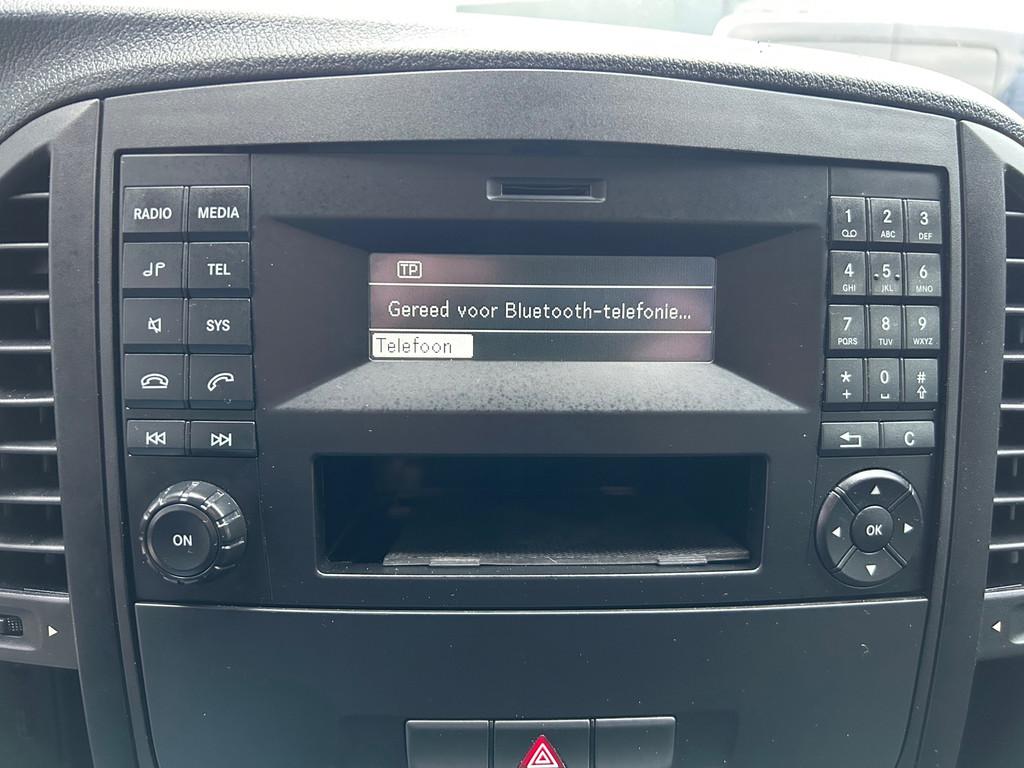 RADIO MEDIA
TEL
SYS
ON
TP
Gereed voor Bluetooth-telefonie...
Telefoon
1 2 3
ABC DEF
4 5 6
GHI JKL MNO
7 8 9
PQRS TUV WXYZ
* 0 #
+
C
OK